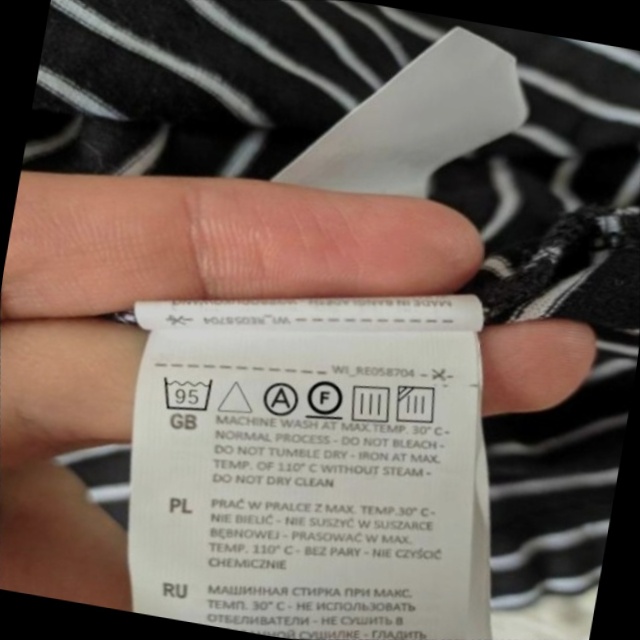 WI_RE058704
WI_RE058704
95 A F
GB MACHINE WASH AT MAX.TEMP. 30° C -
NORMAL PROCESS - DO NOT BLEACH -
DO NOT TUMBLE DRY - IRON AT MAX.
TEMP. OF 110° C WITHOUT STEAM -
DO NOT DRY CLEAN
PL PRAĆ W PRALCE Z MAX. TEMP.30° C -
NIE BIELIĆ - NIE SUSZYĆ W SUSZARCE
BĘBNOWEJ - PRASOWAĆ W MAX.
TEMP. 110° C - BEZ PARY - NIE CZYŚCIĆ
CHEMICZNIE
RU МАШИННАЯ СТИРКА ПРИ МАКС.
ТЕМП. 30° C - НЕ ИСПОЛЬЗОВАТЬ
ОТБЕЛИВАТЕЛИ - НЕ СУШИТЬ В
СУШИЛКЕ - ГЛАДИТЬ